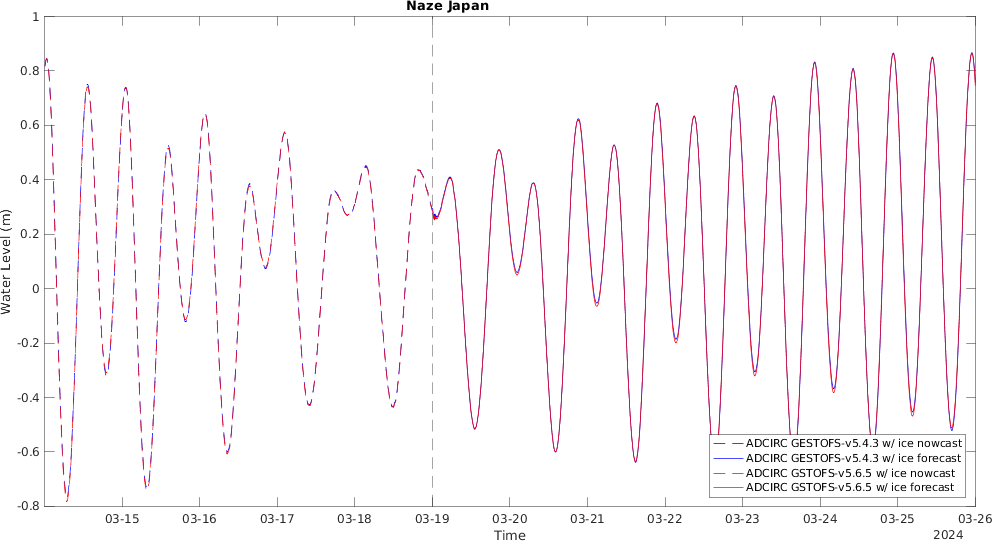 Naze Japan
1
0.8
0.6
0.4
0.2
0
-0.2
-0.4
-0.6
-0.8
Water Level (m)
ADCIRC GESTOFS-v5.4.3 w/ ice nowcast
ADCIRC GESTOFS-v5.4.3 w/ ice forecast
ADCIRC GSTOFS-v5.6.5 w/ ice nowcast
ADCIRC GSTOFS-v5.6.5 w/ ice forecast
03-15 03-16 03-17 03-18 03-19 03-20 03-21 03-22 03-23 03-24 03-25 03-26
Time
2024